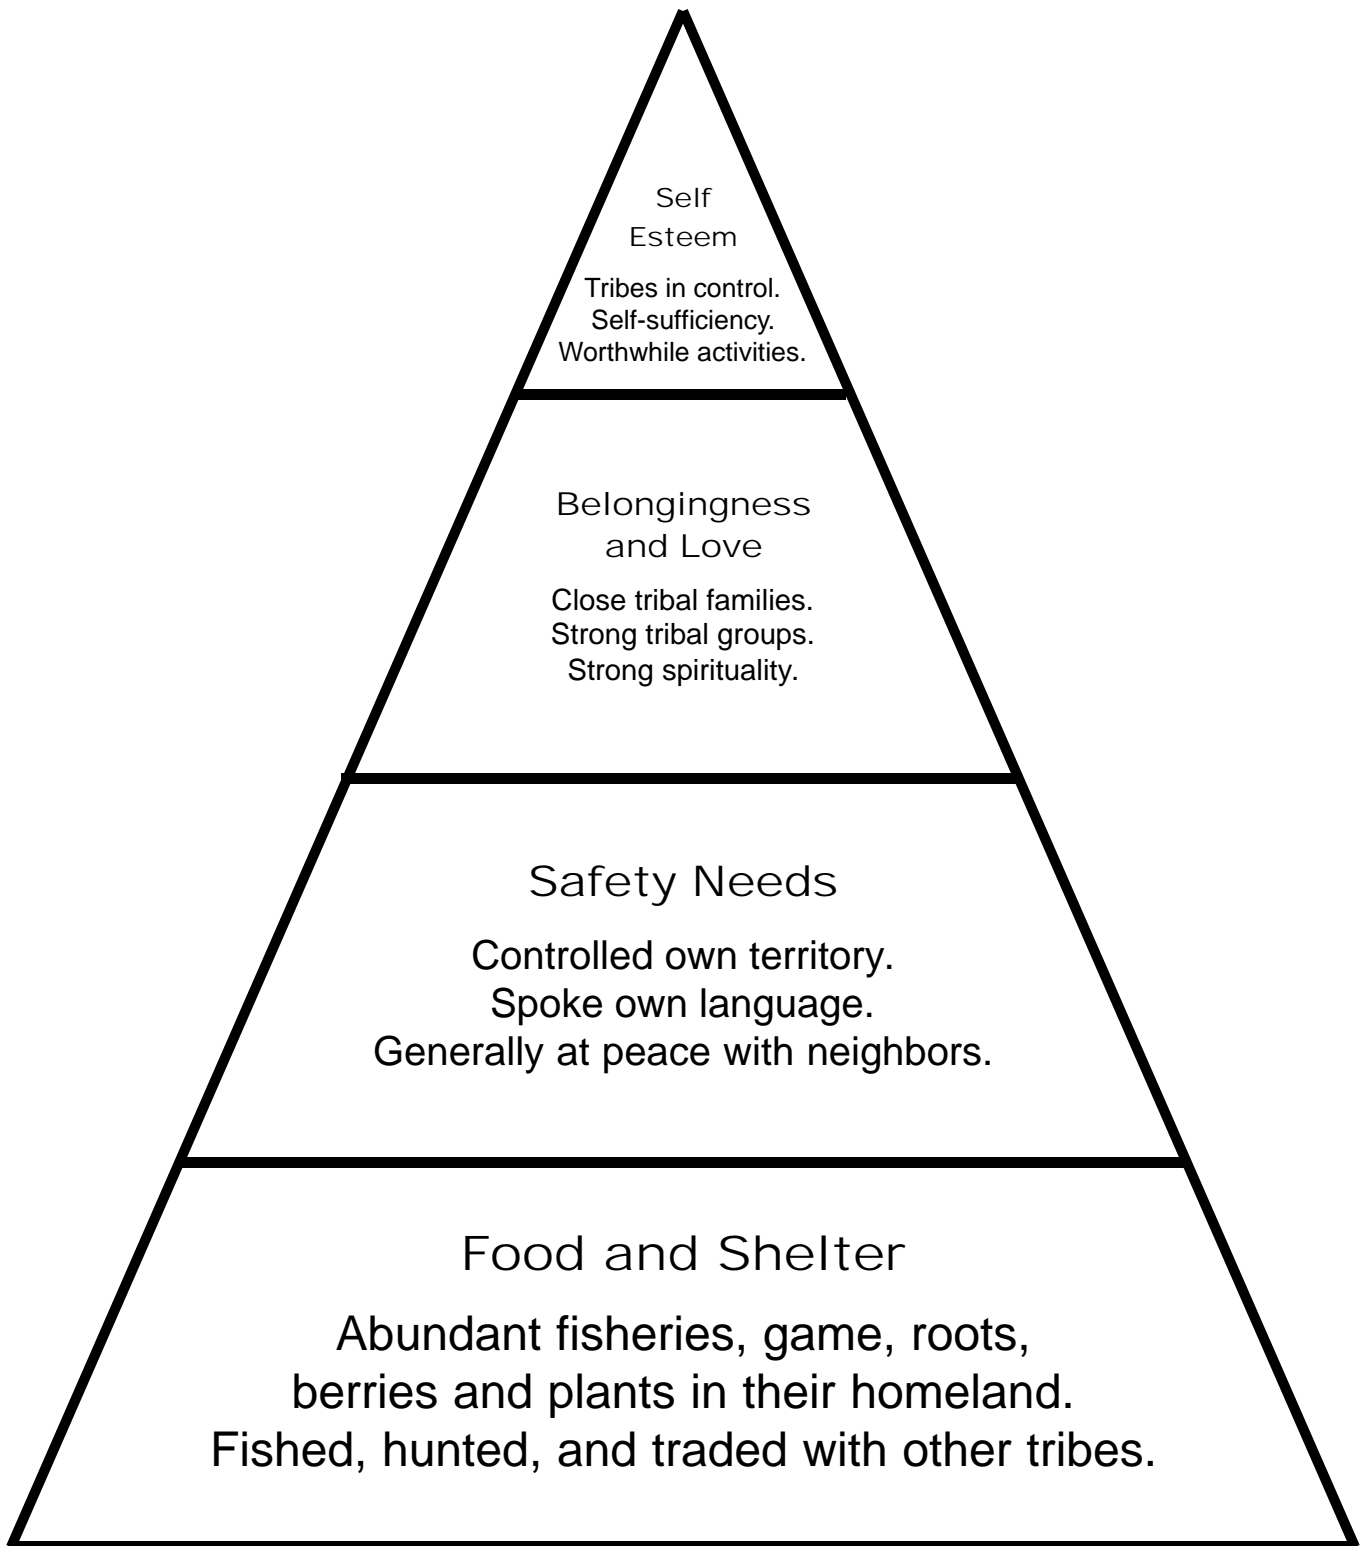 Self
Esteem
Tribes in control.
Self-sufficiency.
Worthwhile activities.
Belongingness
and Love
Close tribal families.
Strong tribal groups.
Strong spirituality.
Safety Needs
Controlled own territory.
Spoke own language.
Generally at peace with neighbors.
Food and Shelter
Abundant fisheries, game, roots,
berries and plants in their homeland.
Fished, hunted, and traded with other tribes.